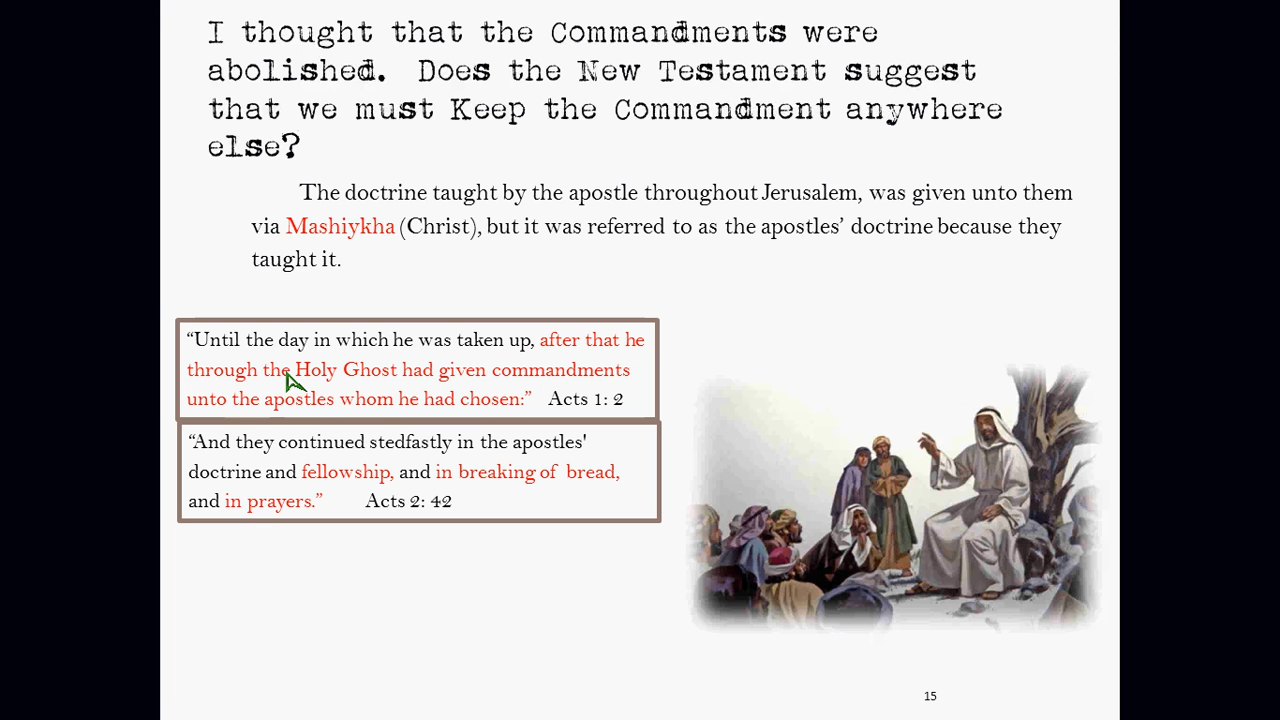 I thought that the Commandments were
abolished. Does the New Testament suggest
that we must Keep the Commandment anywhere
else?
The doctrine taught by the apostle throughout Jerusalem, was given unto them
via Mashiykha (Christ), but it was referred to as the apostles’ doctrine because they
taught it.
“Until the day in which he was taken up, after that he
through the Holy Ghost had given commandments
unto the apostles whom he had chosen:” Acts 1: 2
“And they continued stedfastly in the apostles'
doctrine and fellowship, and in breaking of bread,
and in prayers.” Acts 2: 42
15